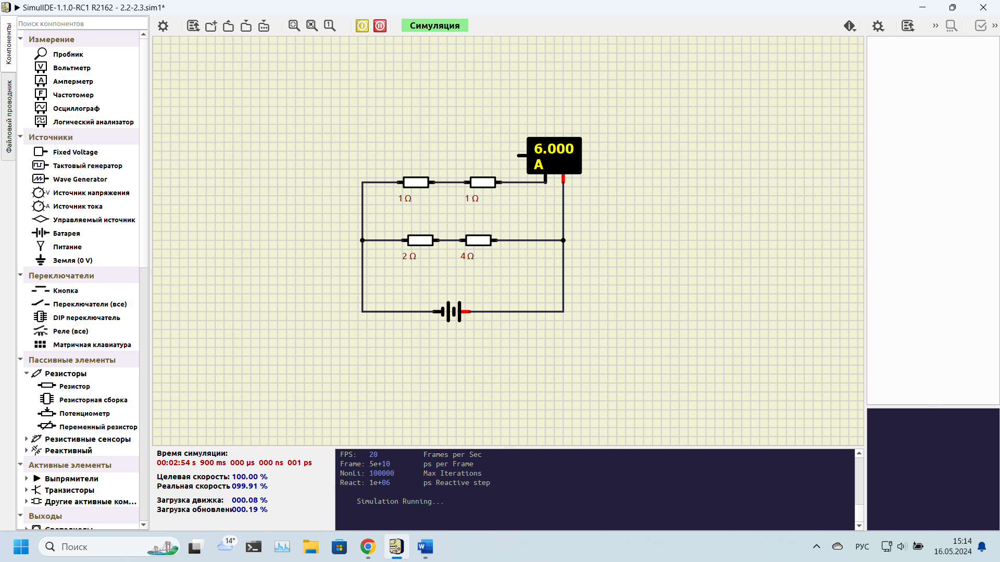 SimulIDE-1.1.0-RC1 R2162 - 2.2-2.3.sim1*
Компоненты
Файловый проводник
Поиск компонентов
Симуляция
Измерение
Пробник
Вольтметр
Амперметр
Частотомер
Осциллограф
Логический анализатор
Источники
Fixed Voltage
Тактовый генератор
Wave Generator
Источник напряжения
Источник тока
Управляемый источник
Батарея
Питание
Земля (0 V)
Переключатели
Кнопка
Переключатели (все)
DIP переключатель
Реле (все)
Матричная клавиатура
Пассивные элементы
Резисторы
Резистор
Резисторная сборка
Потенциометр
Переменный резистор
Резистивные сенсоры
Реактивный
Активные элементы
Выпрямители
Транзисторы
Другие активные ком...
Выходы
6.000
A
1 Ω
1 Ω
2 Ω
4 Ω
Время симуляции:
00:02:54 s 900 ms 000 µs 000 ns 001 ps
Целевая скорость: 100.00 %
Реальная скорость 099.91 %
Загрузка движка: 000.08 %
Загрузка обновлени 000.19 %
FPS: 20 Frames per Sec
Frame: 5e+10 ps per Frame
NonLi: 100000 Max Iterations
React: 1e+06 ps Reactive step
Simulation Running...
Поиск
14°
РУС
15:14
16.05.2024